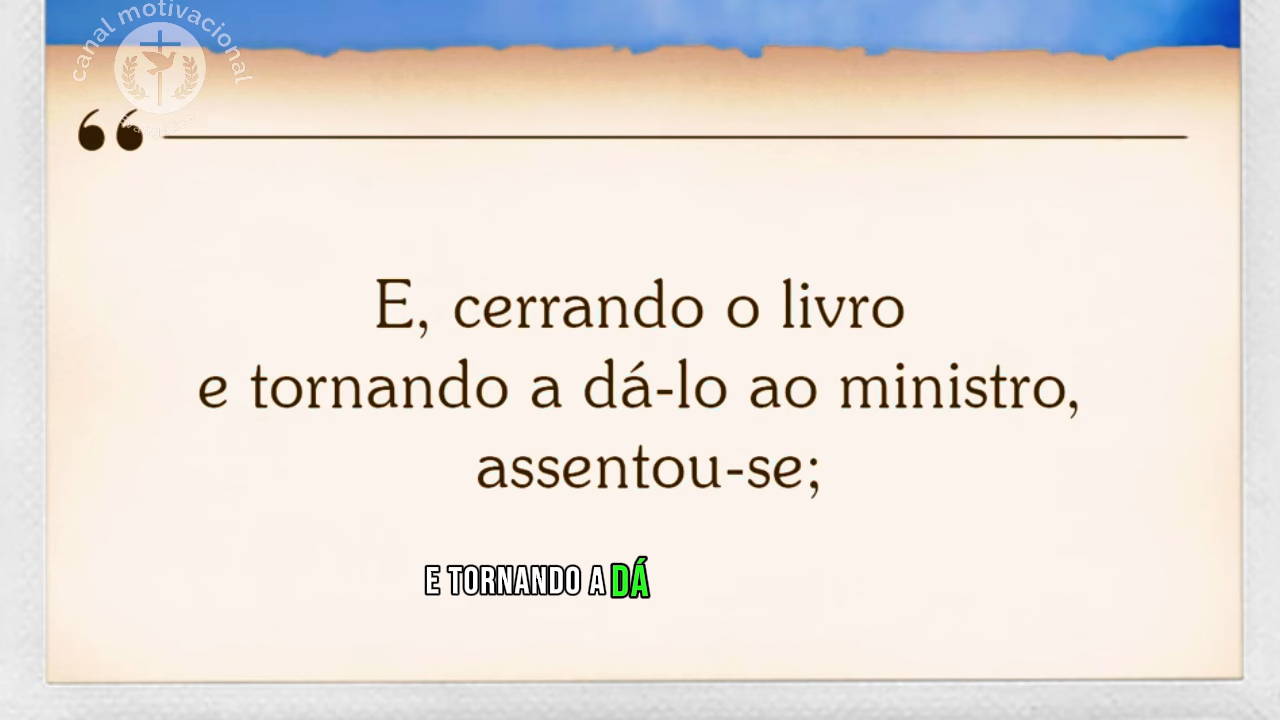 canal motivacional
“
E, cerrando o livro
e tornando a dá-lo ao ministro,
assentou-se;
E TORNANDO A DÁ